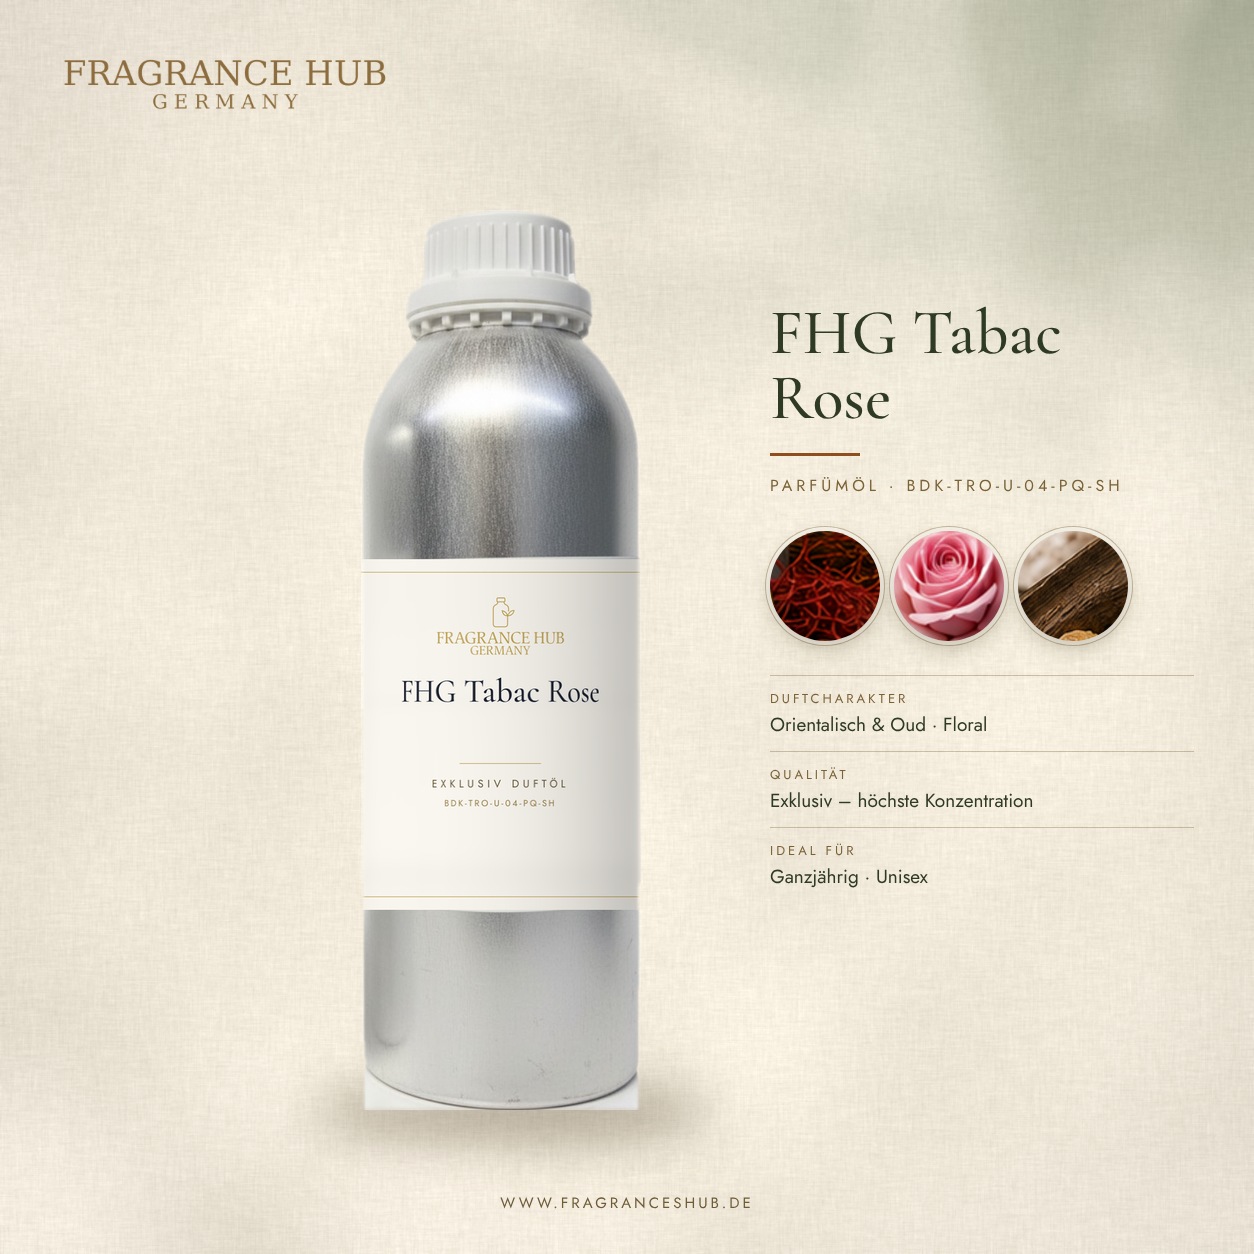 FRAGRANCE HUB
GERMANY
FHG Tabac
Rose
PARFÜMÖL · BDK-TRO-U-04-PQ-SH
DUFTCHARAKTER
Orientalisch & Oud · Floral
QUALITÄT
Exklusiv – höchste Konzentration
IDEAL FÜR
Ganzjährig · Unisex
FRAGRANCE HUB
GERMANY
FHG Tabac Rose
EXKLUSIV DUFTÖL
BDK-TRO-U-04-PQ-SH
WWW.FRAGRANCESHUB.DE